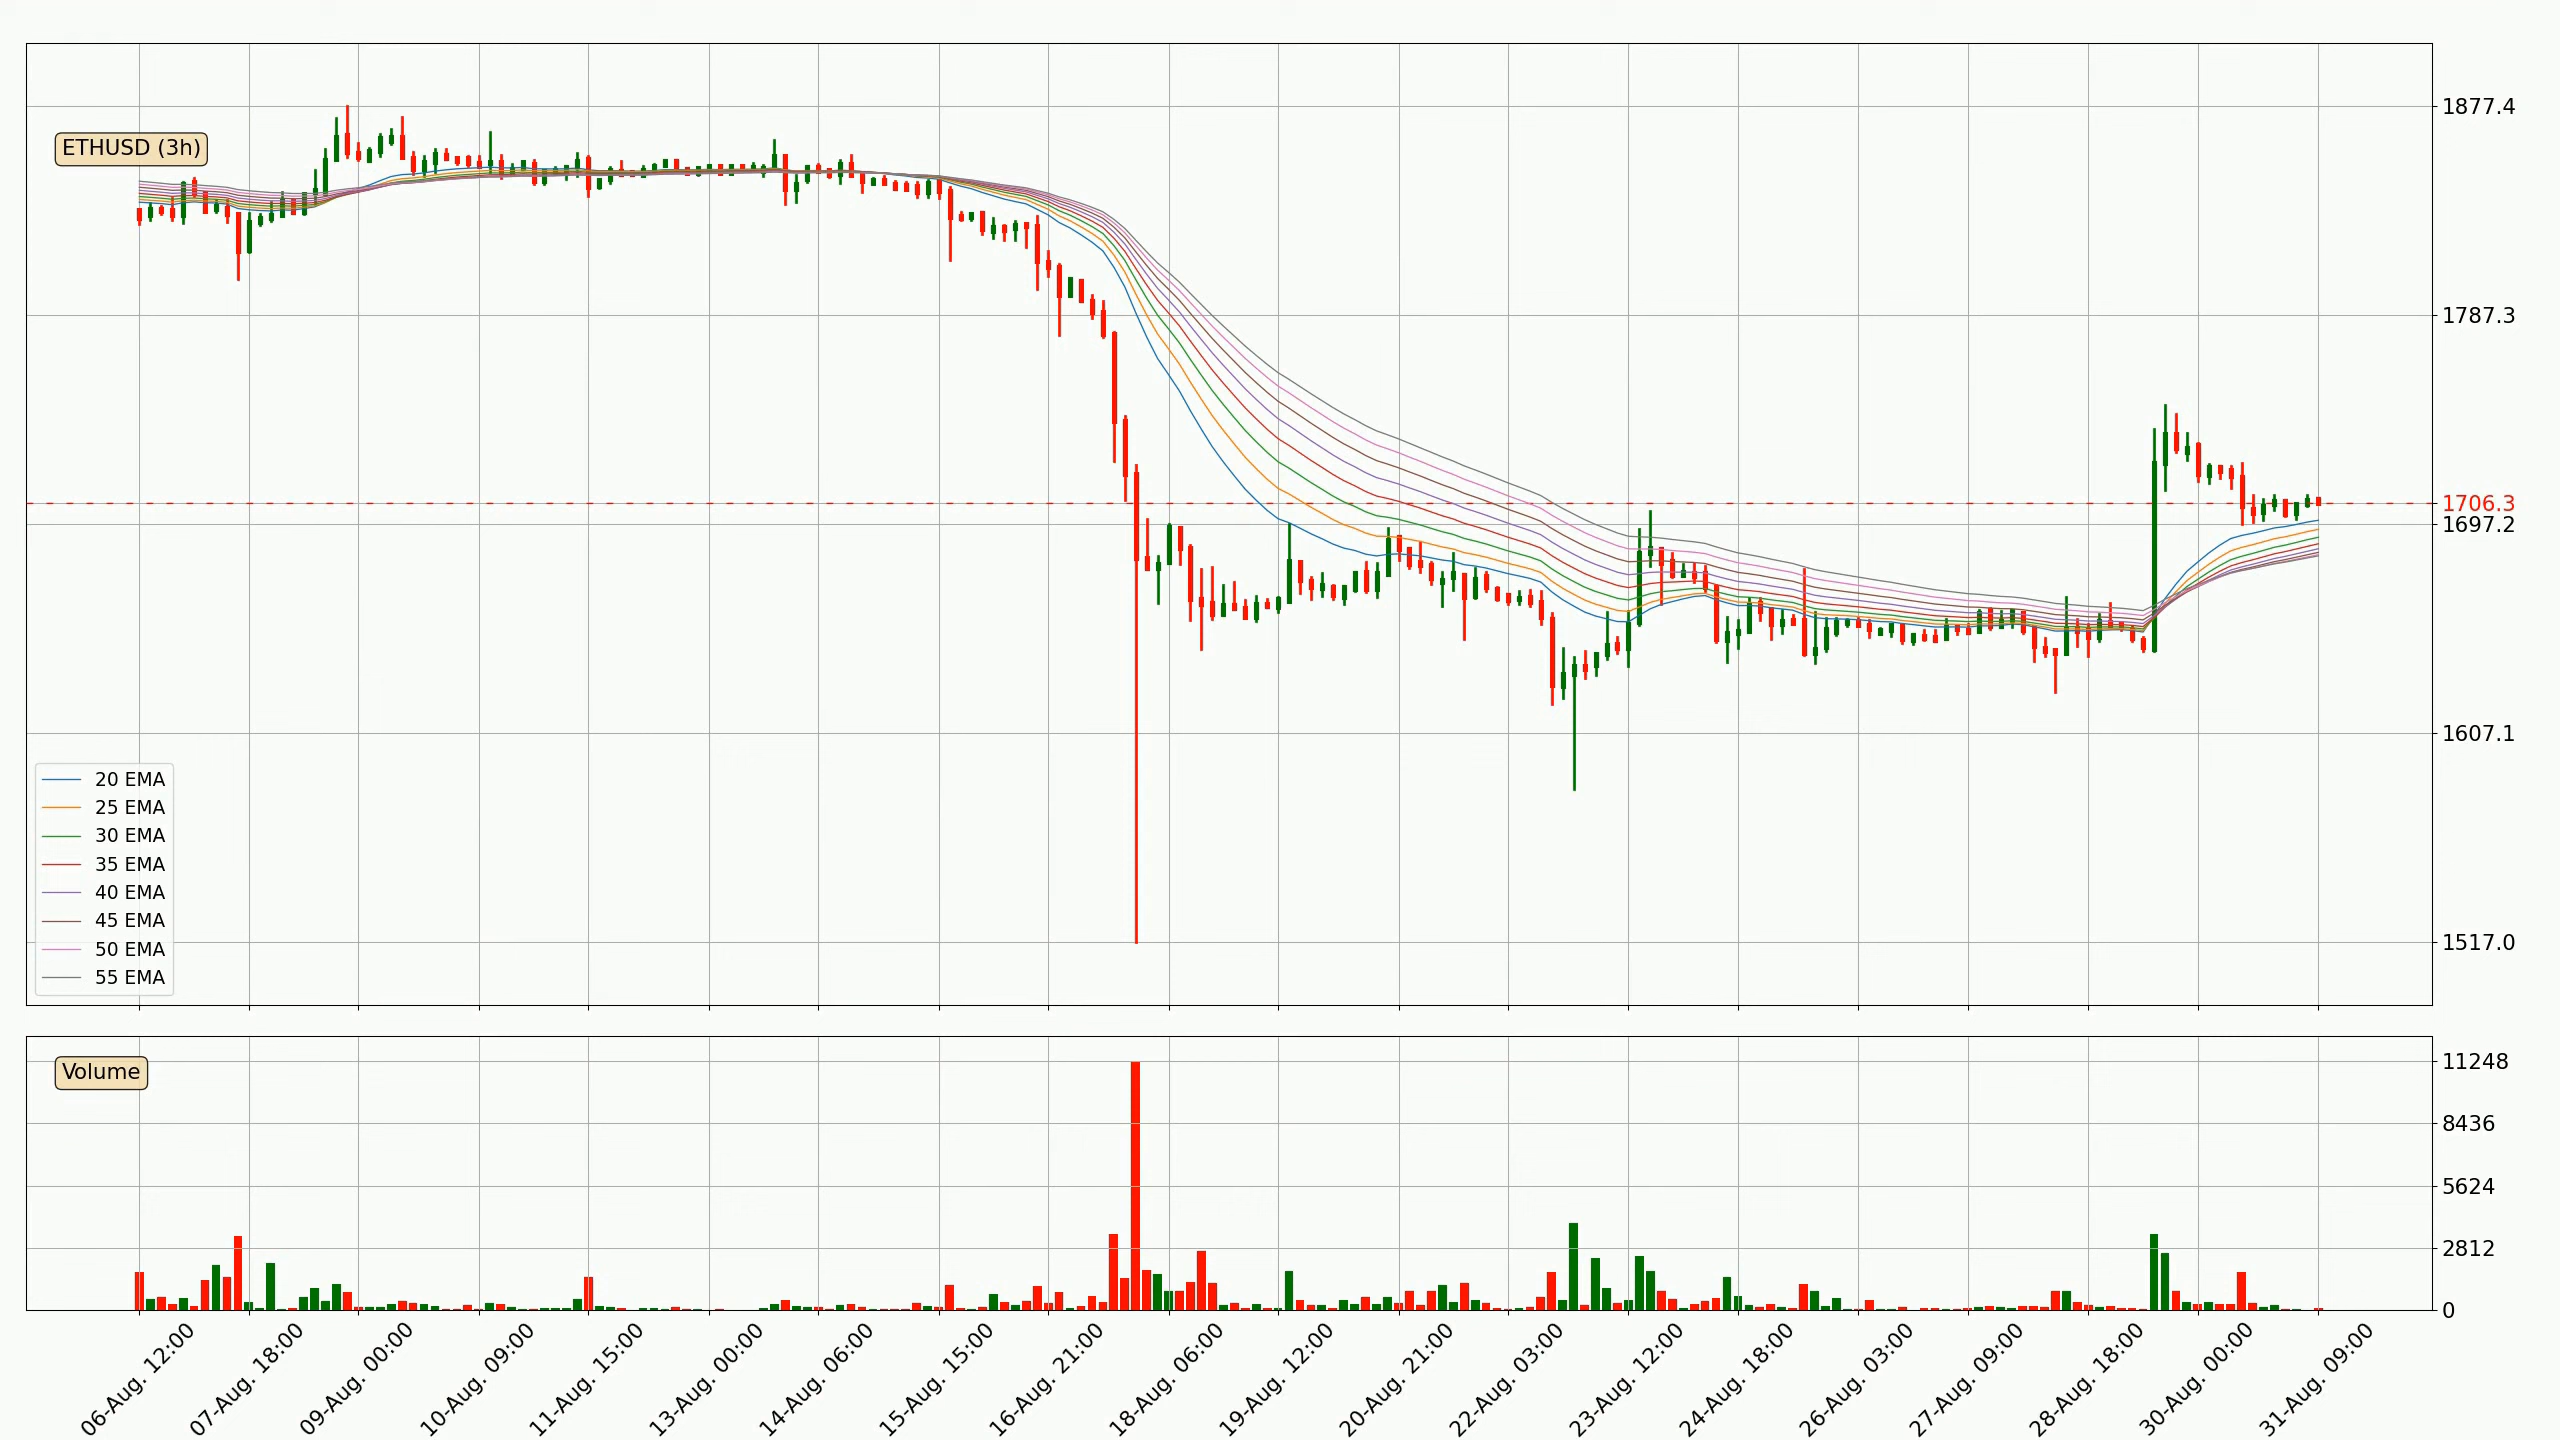 ETHUSD (3h)
1877.4
1787.3
1706.3
1697.2
1607.1
1517.0
20 EMA
25 EMA
30 EMA
35 EMA
40 EMA
45 EMA
50 EMA
55 EMA
Volume
11248
8436
5624
2812
0
06-Aug. 12:00
07-Aug. 18:00
09-Aug. 00:00
10-Aug. 09:00
11-Aug. 15:00
13-Aug. 00:00
14-Aug. 06:00
15-Aug. 15:00
16-Aug. 21:00
18-Aug. 06:00
19-Aug. 12:00
20-Aug. 21:00
22-Aug. 03:00
23-Aug. 12:00
24-Aug. 18:00
26-Aug. 03:00
27-Aug. 09:00
28-Aug. 18:00
30-Aug. 00:00
31-Aug. 09:00